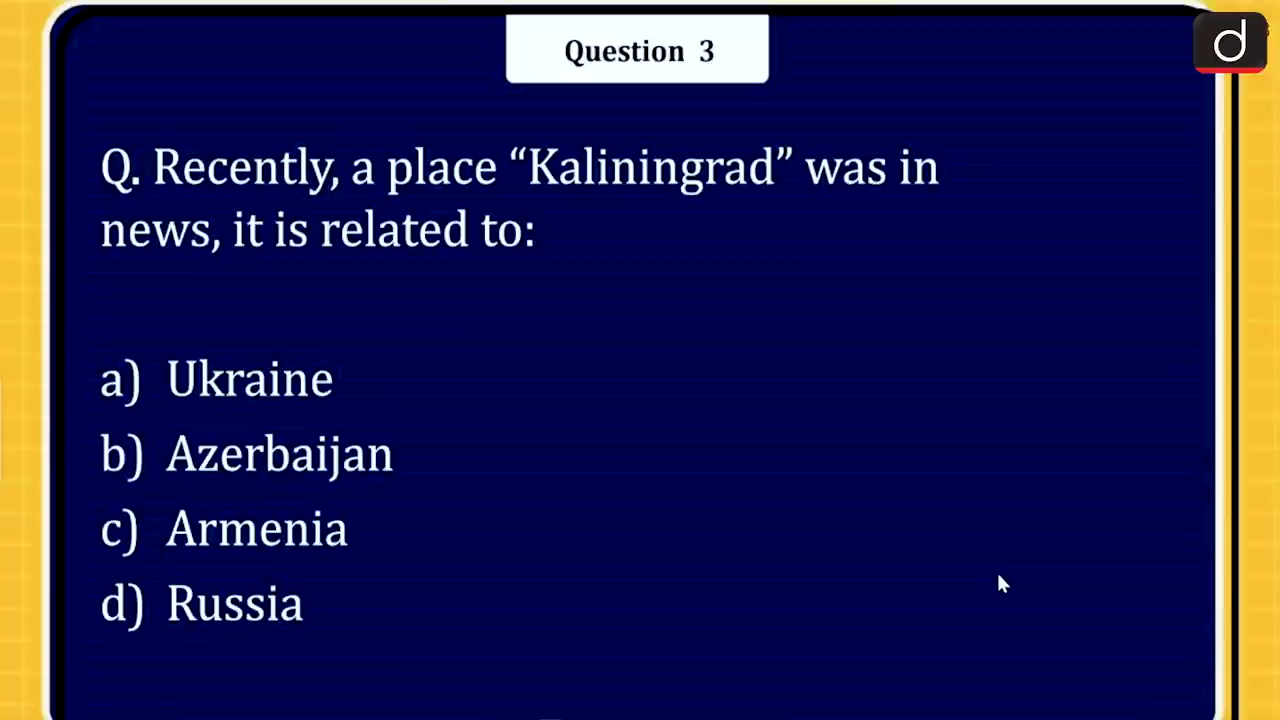 Question 3
Q. Recently, a place “Kaliningrad” was in
news, it is related to:
a) Ukraine
b) Azerbaijan
c) Armenia
d) Russia